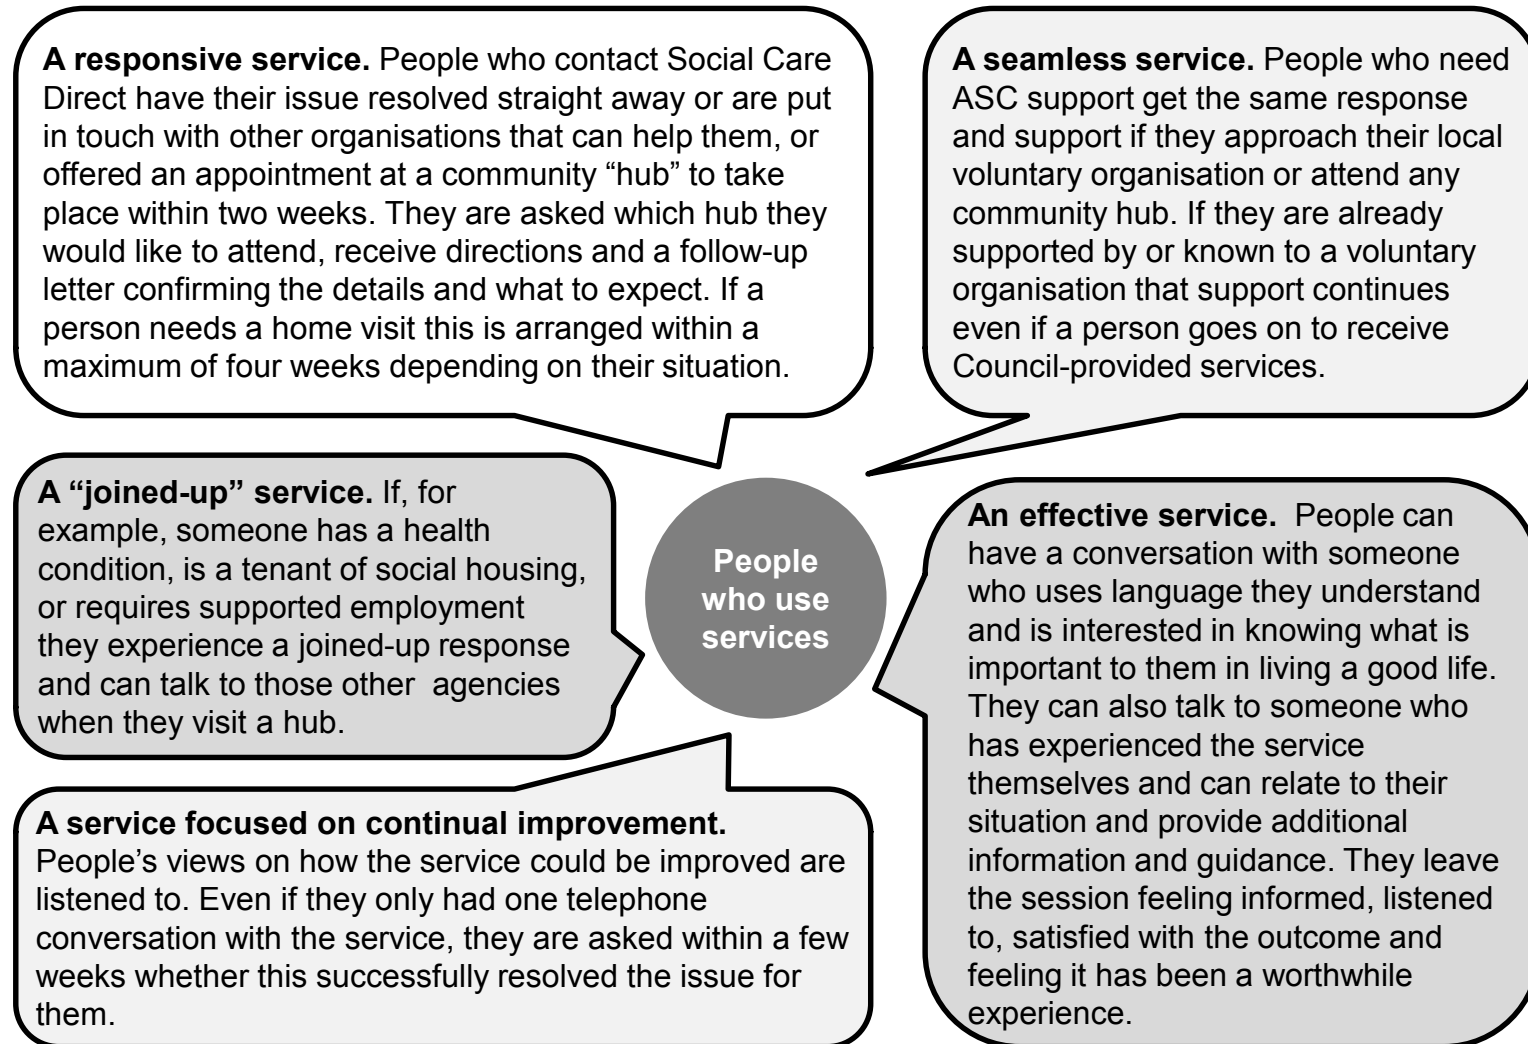 A responsive service. People who contact Social Care
Direct have their issue resolved straight away or are put
in touch with other organisations that can help them, or
offered an appointment at a community “hub” to take
place within two weeks. They are asked which hub they
would like to attend, receive directions and a follow-up
letter confirming the details and what to expect. If a
person needs a home visit this is arranged within a
maximum of four weeks depending on their situation.
A seamless service. People who need
ASC support get the same response
and support if they approach their local
voluntary organisation or attend any
community hub. If they are already
supported by or known to a voluntary
organisation that support continues
even if a person goes on to receive
Council-provided services.
A “joined-up” service. If, for
example, someone has a health
condition, is a tenant of social housing,
or requires supported employment
they experience a joined-up response
and can talk to those other  agencies
when they visit a hub.
People
who use
services
An effective service.  People can
have a conversation with someone
who uses language they understand
and is interested in knowing what is
important to them in living a good life.
They can also talk to someone who
has experienced the service
themselves and can relate to their
situation and provide additional
information and guidance. They leave
the session feeling informed, listened
to, satisfied with the outcome and
feeling it has been a worthwhile
experience.
A service focused on continual improvement.
People’s views on how the service could be improved are
listened to. Even if they only had one telephone
conversation with the service, they are asked within a few
weeks whether this successfully resolved the issue for
them.